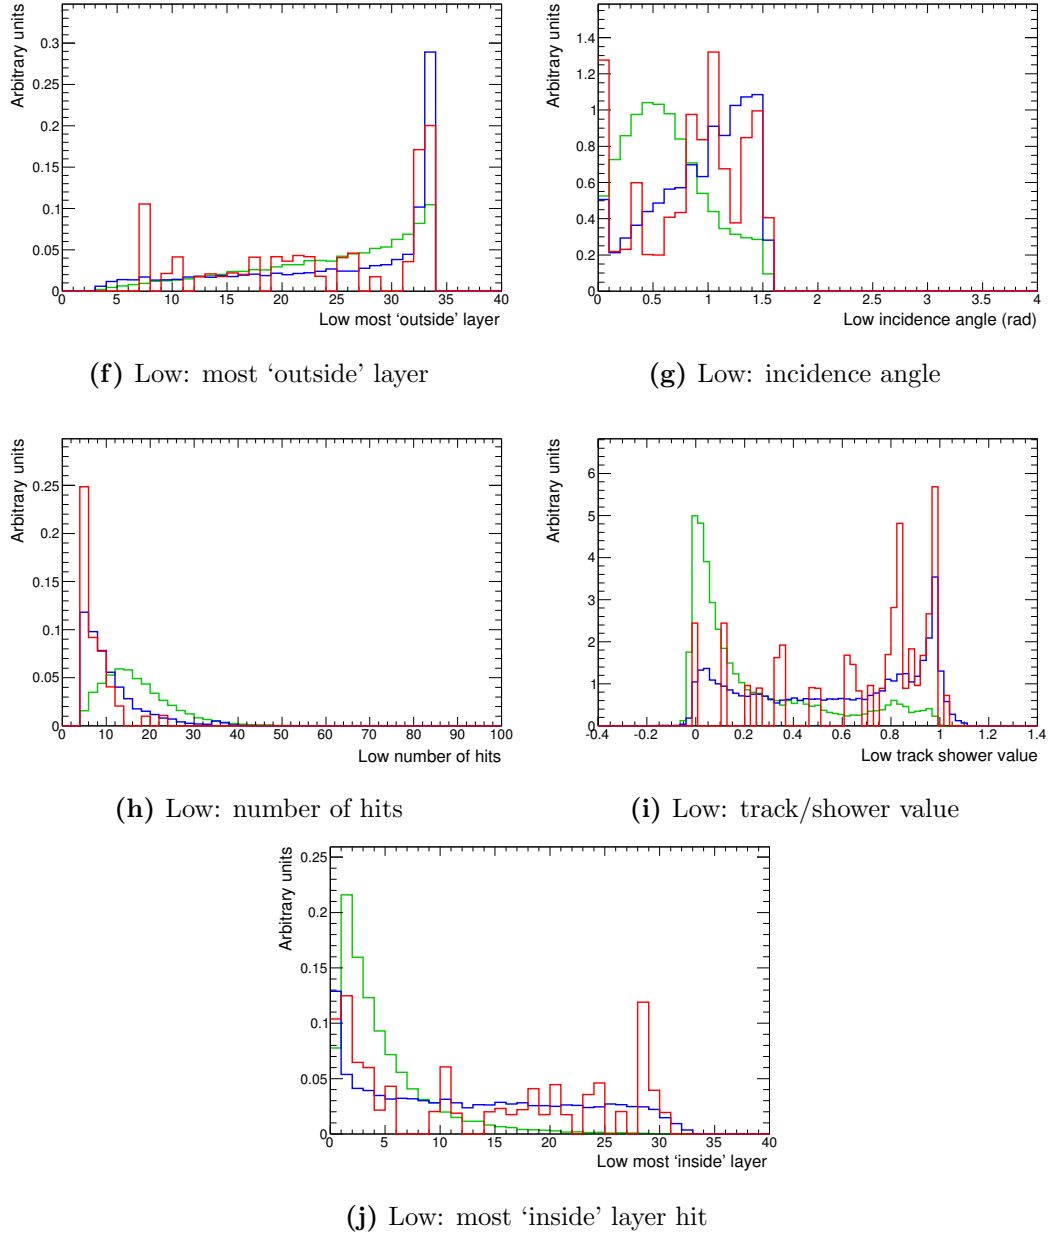 Arbitrary units
0.3
0.25
0.2
0.15
0.1
0.05
0
0 5 10 15 20 25 30 35 40
Low most ‘outside’ layer
(f) Low: most ‘outside’ layer
Arbitrary units
1.4
1.2
1
0.8
0.6
0.4
0.2
0
0 0.5 1 1.5 2 2.5 3 3.5 4
Low incidence angle (rad)
(g) Low: incidence angle
Arbitrary units
0.25
0.2
0.15
0.1
0.05
0
0 10 20 30 40 50 60 70 80 90 100
Low number of hits
(h) Low: number of hits
Arbitrary units
6
5
4
3
2
1
0
-0.4 -0.2 0 0.2 0.4 0.6 0.8 1 1.2 1.4
Low track shower value
(i) Low: track/shower value
Arbitrary units
0.25
0.2
0.15
0.1
0.05
0
0 5 10 15 20 25 30 35 40
Low most ‘inside’ layer
(j) Low: most ‘inside’ layer hit